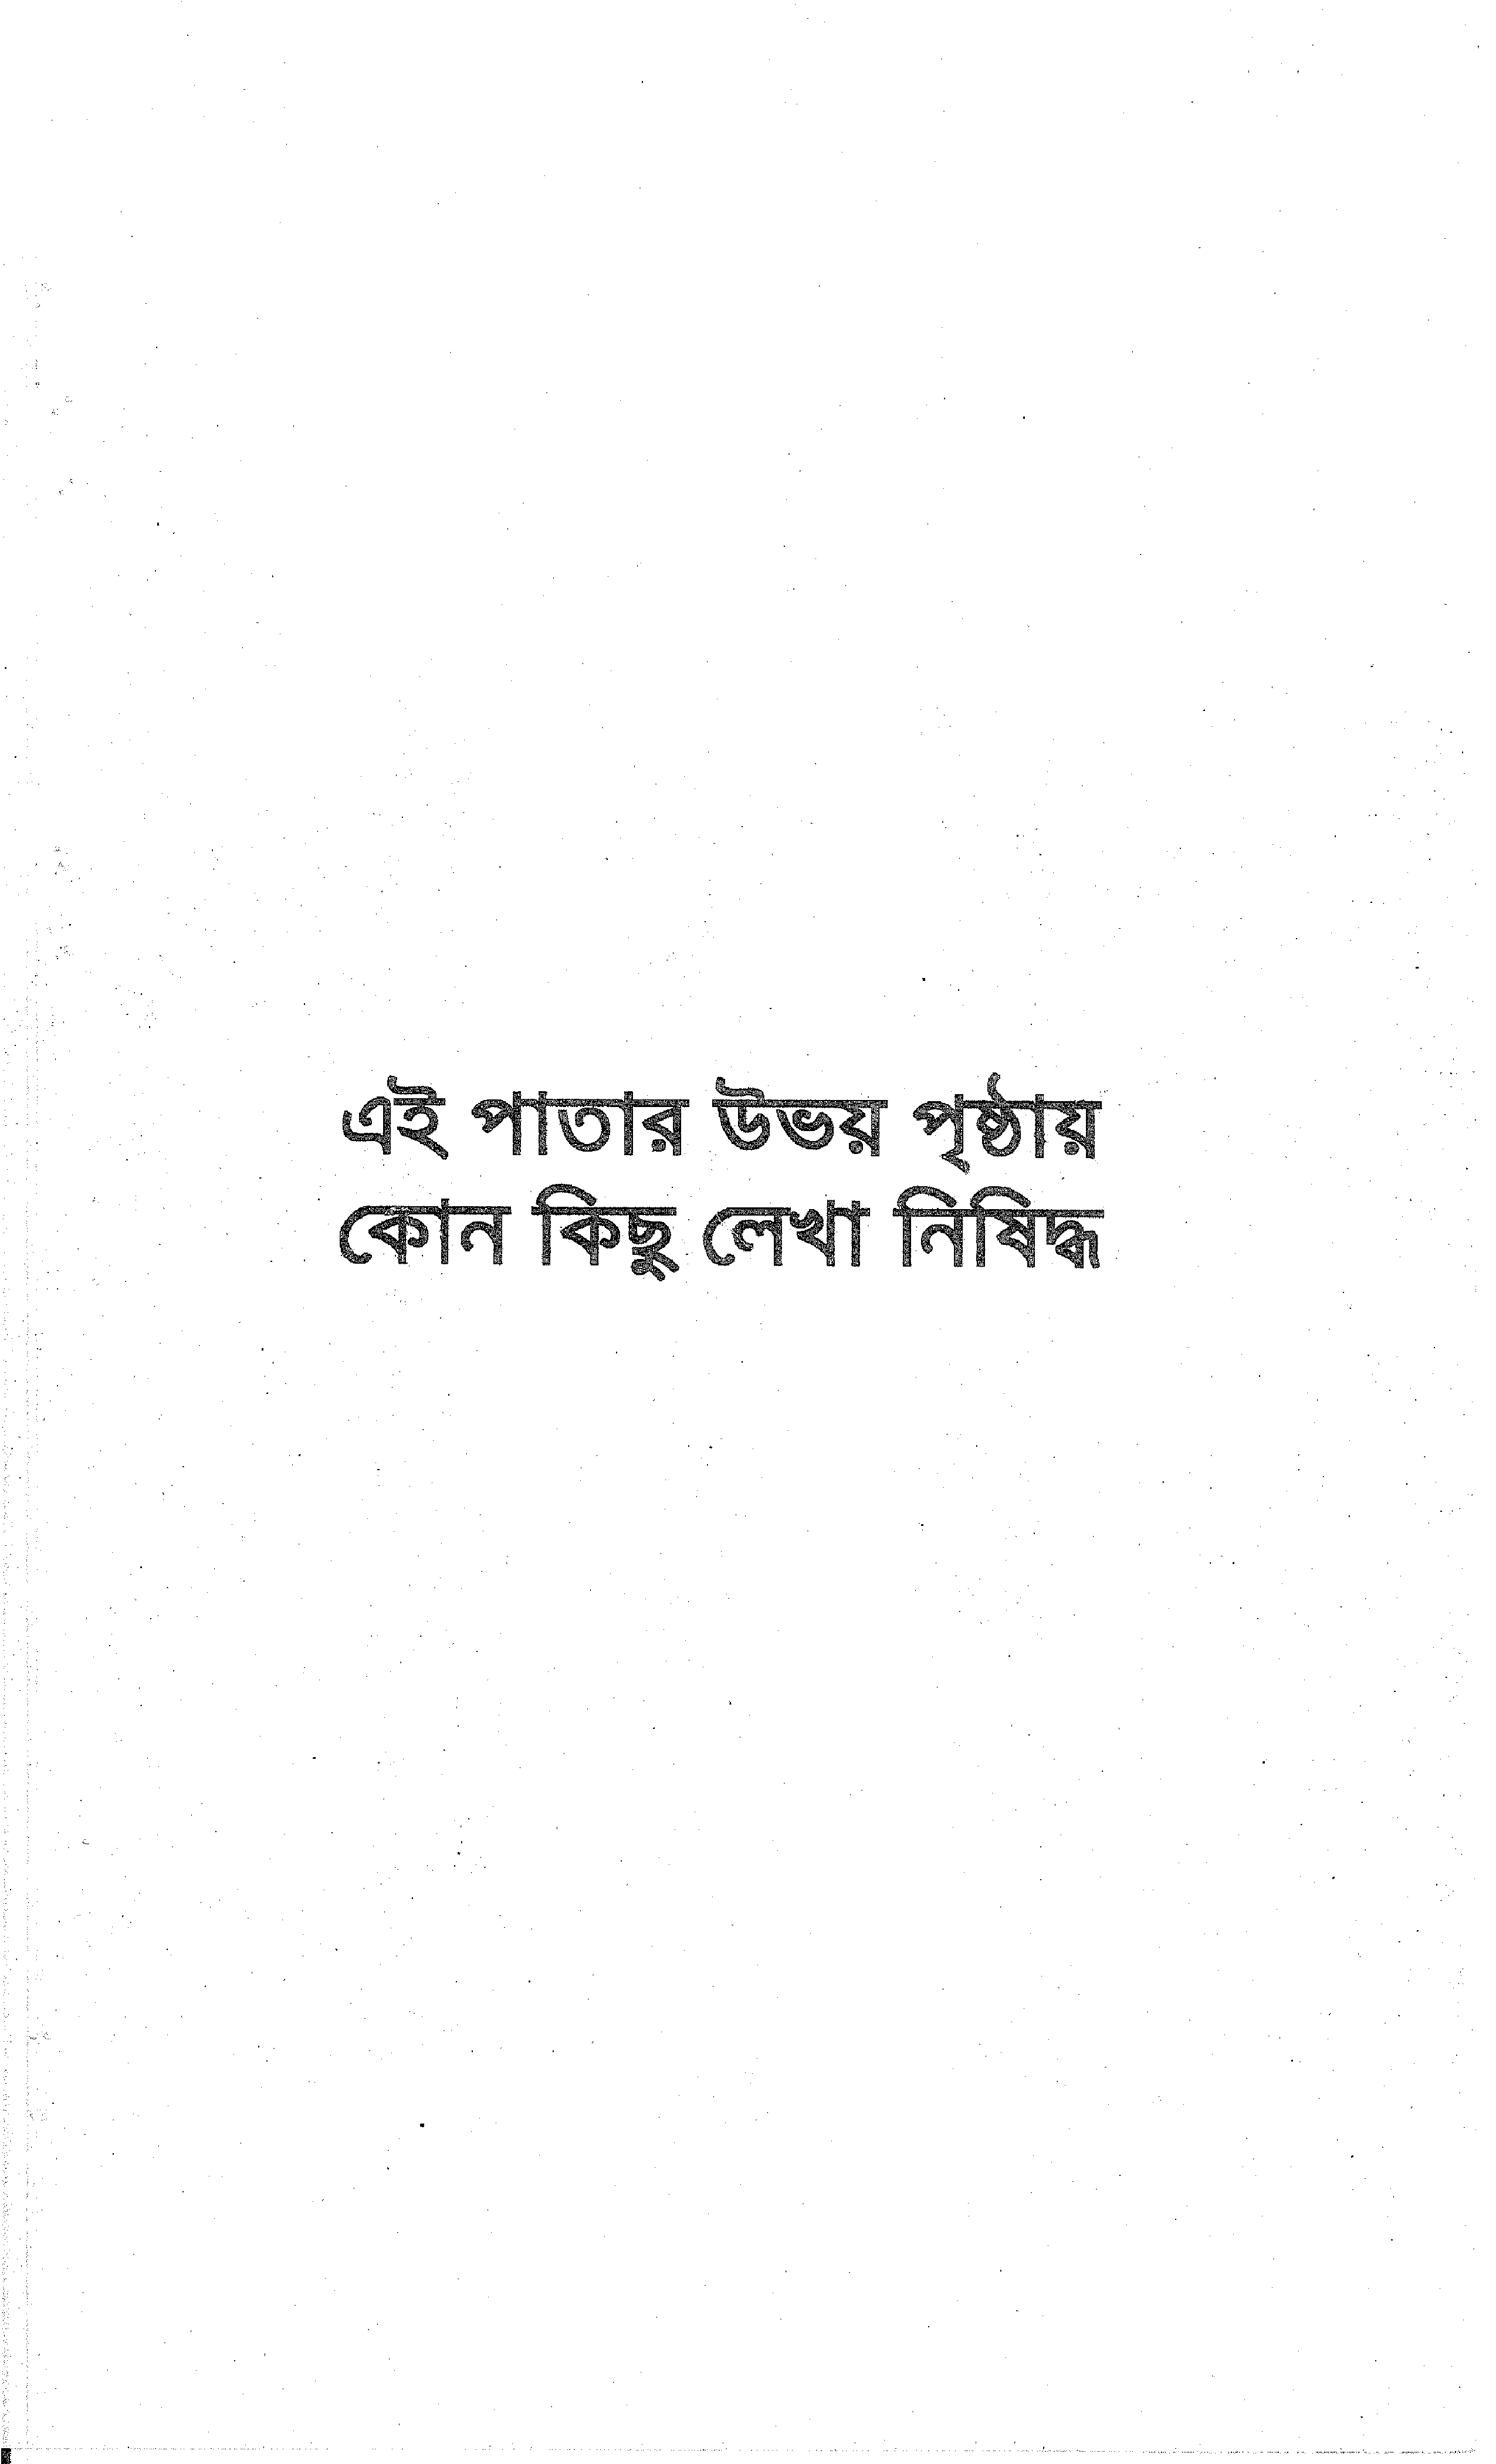 এই পাতার উভয় পৃষ্ঠায়
কোন কিছু লেখা নিষিদ্ধ